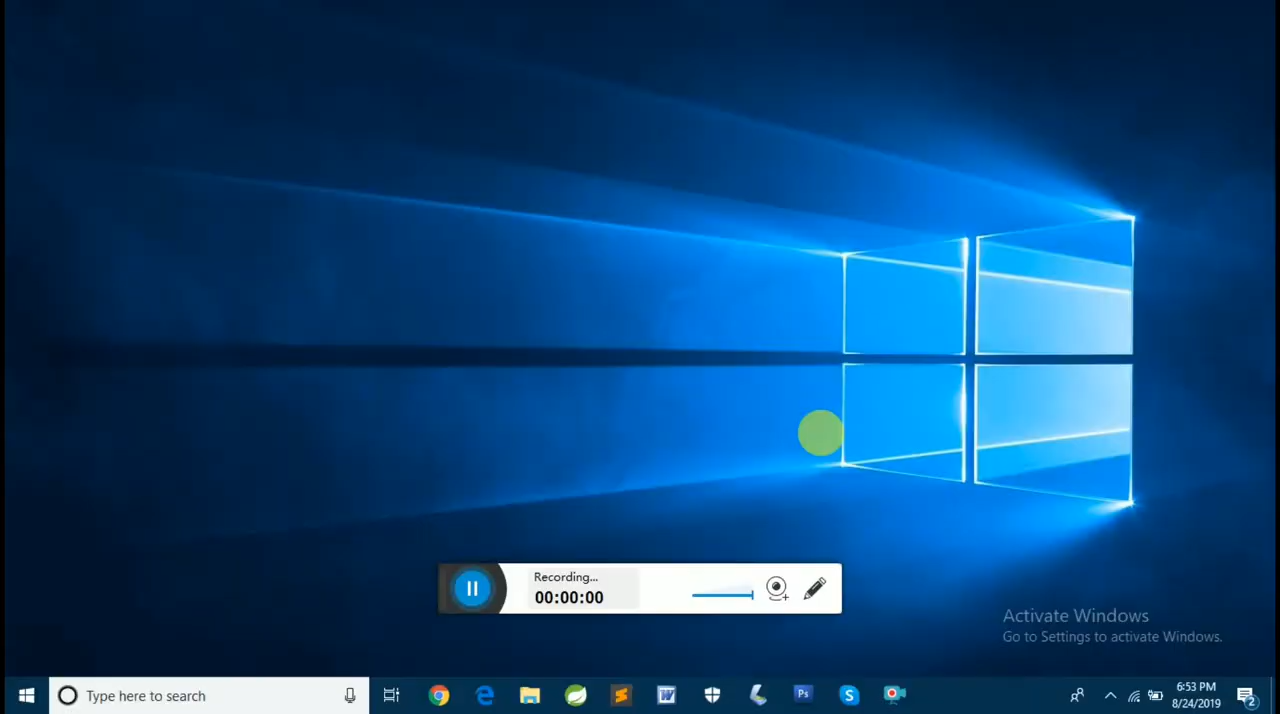 Recording...
00:00:00
Activate Windows
Go to Settings to activate Windows.
Type here to search
W
Ps
S
6:53 PM
8/24/2019
2